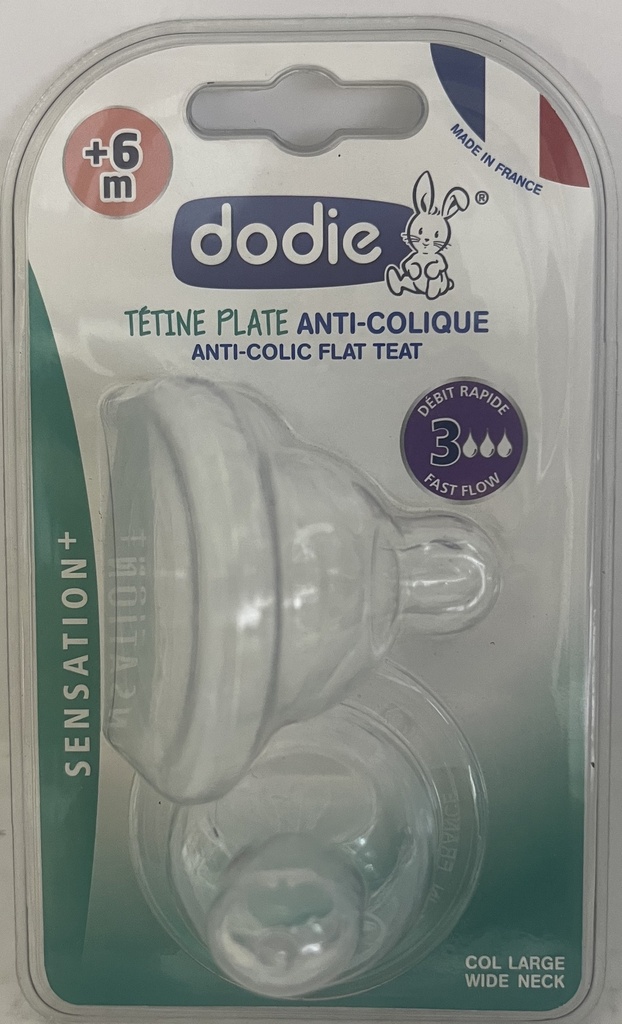 +6
m
MADE IN FRANCE
dodie®
TÉTINE PLATE ANTI-COLIQUE
ANTI-COLIC FLAT TEAT
DÉBIT RAPIDE
3
FAST FLOW
SENSATION+
COL LARGE
WIDE NECK